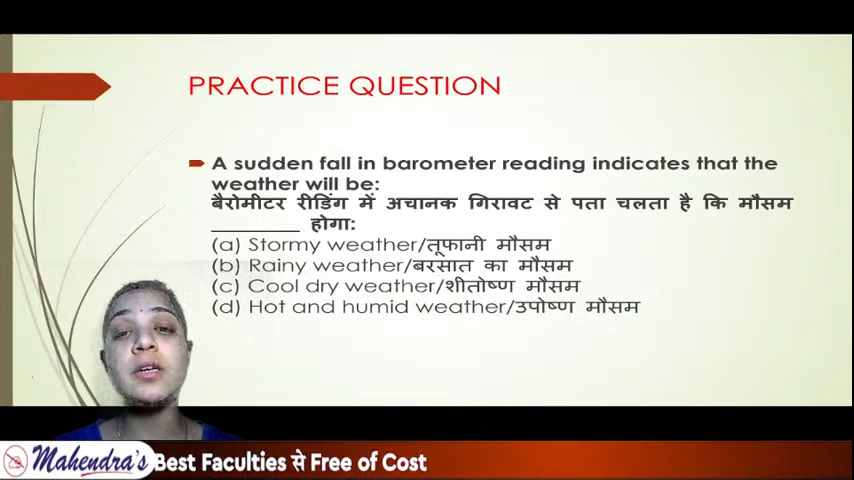 PRACTICE QUESTION
A sudden fall in barometer reading indicates that the
weather will be:
बैरोमीटर रीडिंग में अचानक गिरावट से पता चलता है कि मौसम
________ होगा:
(a) Stormy weather/तूफानी मौसम
(b) Rainy weather/बरसात का मौसम
(c) Cool dry weather/शीतोष्ण मौसम
(d) Hot and humid weather/उपोष्ण मौसम
Mahendra's Best Faculties से Free of Cost